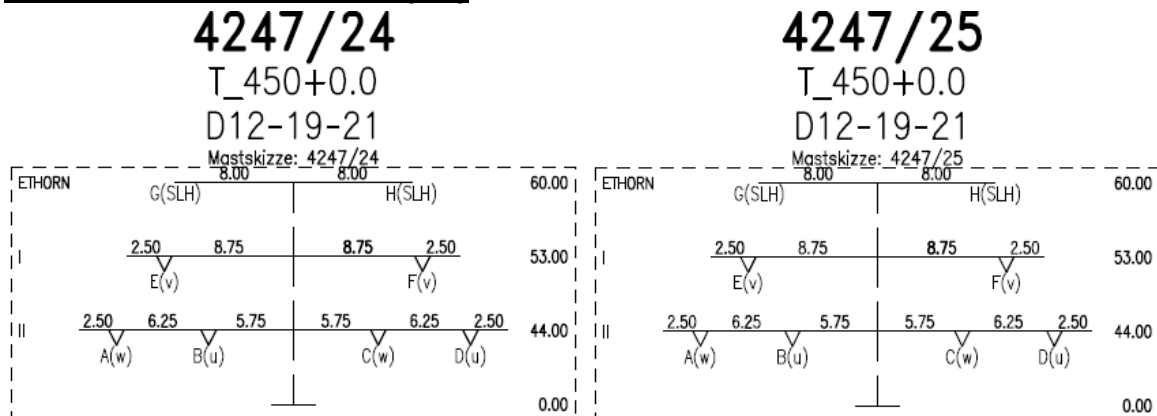 4247/24
T_450+0.0
D12-19-21
Mastskizze: 4247/24
8.00 8.00
ETHORN 60.00
G(SLH) H(SLH)
2.50 8.75 8.75 2.50
I 53.00
E(v) F(v)
2.50 6.25 5.75 5.75 6.25 2.50
II 44.00
A(w) B(u) C(w) D(u)
0.00
4247/25
T_450+0.0
D12-19-21
Mastskizze: 4247/25
8.00 8.00
ETHORN 60.00
G(SLH) H(SLH)
2.50 8.75 8.75 2.50
I 53.00
E(v) F(v)
2.50 6.25 5.75 5.75 6.25 2.50
II 44.00
A(w) B(u) C(w) D(u)
0.00